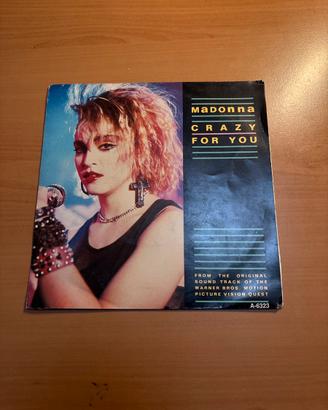 Madonna
CRAZY
FOR YOU
FROM THE ORIGINAL
SOUND TRACK OF THE
WARNER BROS. MOTION
PICTURE VISION QUEST
A-6323